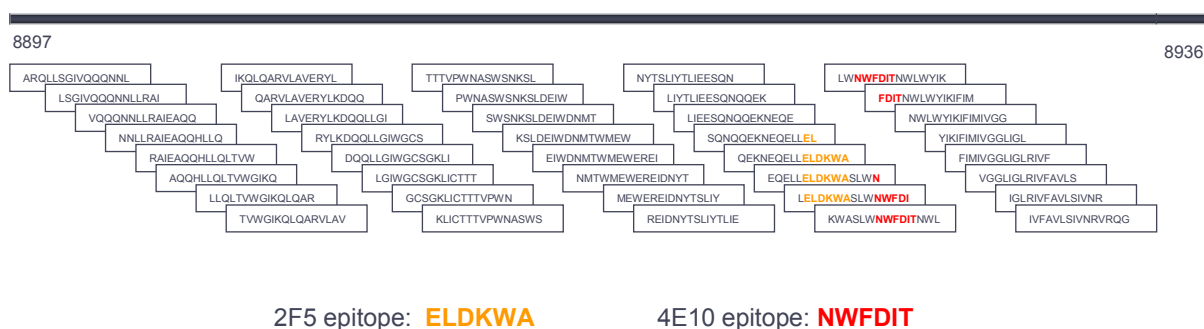 8897
8936
ARQLLSGIVQQQNNL
LSGIVQQQNNLLRAI
VQQQNNLLRAIEAQQ
NNLLRAIEAQQHLLQ
RAIEAQQHLLQLTVW
AQQHLLQLTVWGIKQ
LLQLTVWGIKQLQAR
TVWGIKQLQARVLAV
IKQLQARVLAVERYL
QARVLAVERYLKDQQ
LAVERYLKDQQLLGI
RYLKDQQLLGIWGCS
DQQLLGIWGCSGKLI
LGIWGCSGKLICTTT
GCSGKLICTTTVPWN
KLICTTTVPWNASWS
TTTVPWNASWSNKSL
PWNASWSNKSLDEIW
SWSNKSLDEIWDNMT
KSLDEIWDNMTWMEW
EIWDNMTWMEWEREI
NMTWMEWEREIDNYT
MEWEREIDNYTSLIY
REIDNYTSLIYTLIE
NYTSLIYTLIEESQN
LIYTLIEESQNQQEK
LIEESQNQQEKNEQE
SQNQQEKNEQELLEL
QEKNEQELLELDKWA
EQELLELDKWASLWN
LELDKWASLWNWFDI
KWASLWNWFDITNWL
LWNWFDITNWLWYIK
FDITNWLWYIKIFIM
NWLWYIKIFIMIVGG
YIKIFIMIVGGLIGL
FIMIVGGLIGLRIVF
VGGLIGLRIVFAVLS
IGLRIVFAVLSIVNR
IVFAVLSIVNRVRQG
2F5 epitope: ELDKWA 4E10 epitope: NWFDIT